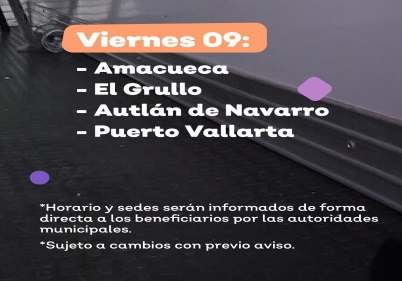 Viernes 09:
- Amacueca
- El Grullo
- Autlán de Navarro
- Puerto Vallarta
*Horario y sedes serán informados de forma
directa a los beneficiarios por las autoridades
municipales.
*Sujeto a cambios con previo aviso.